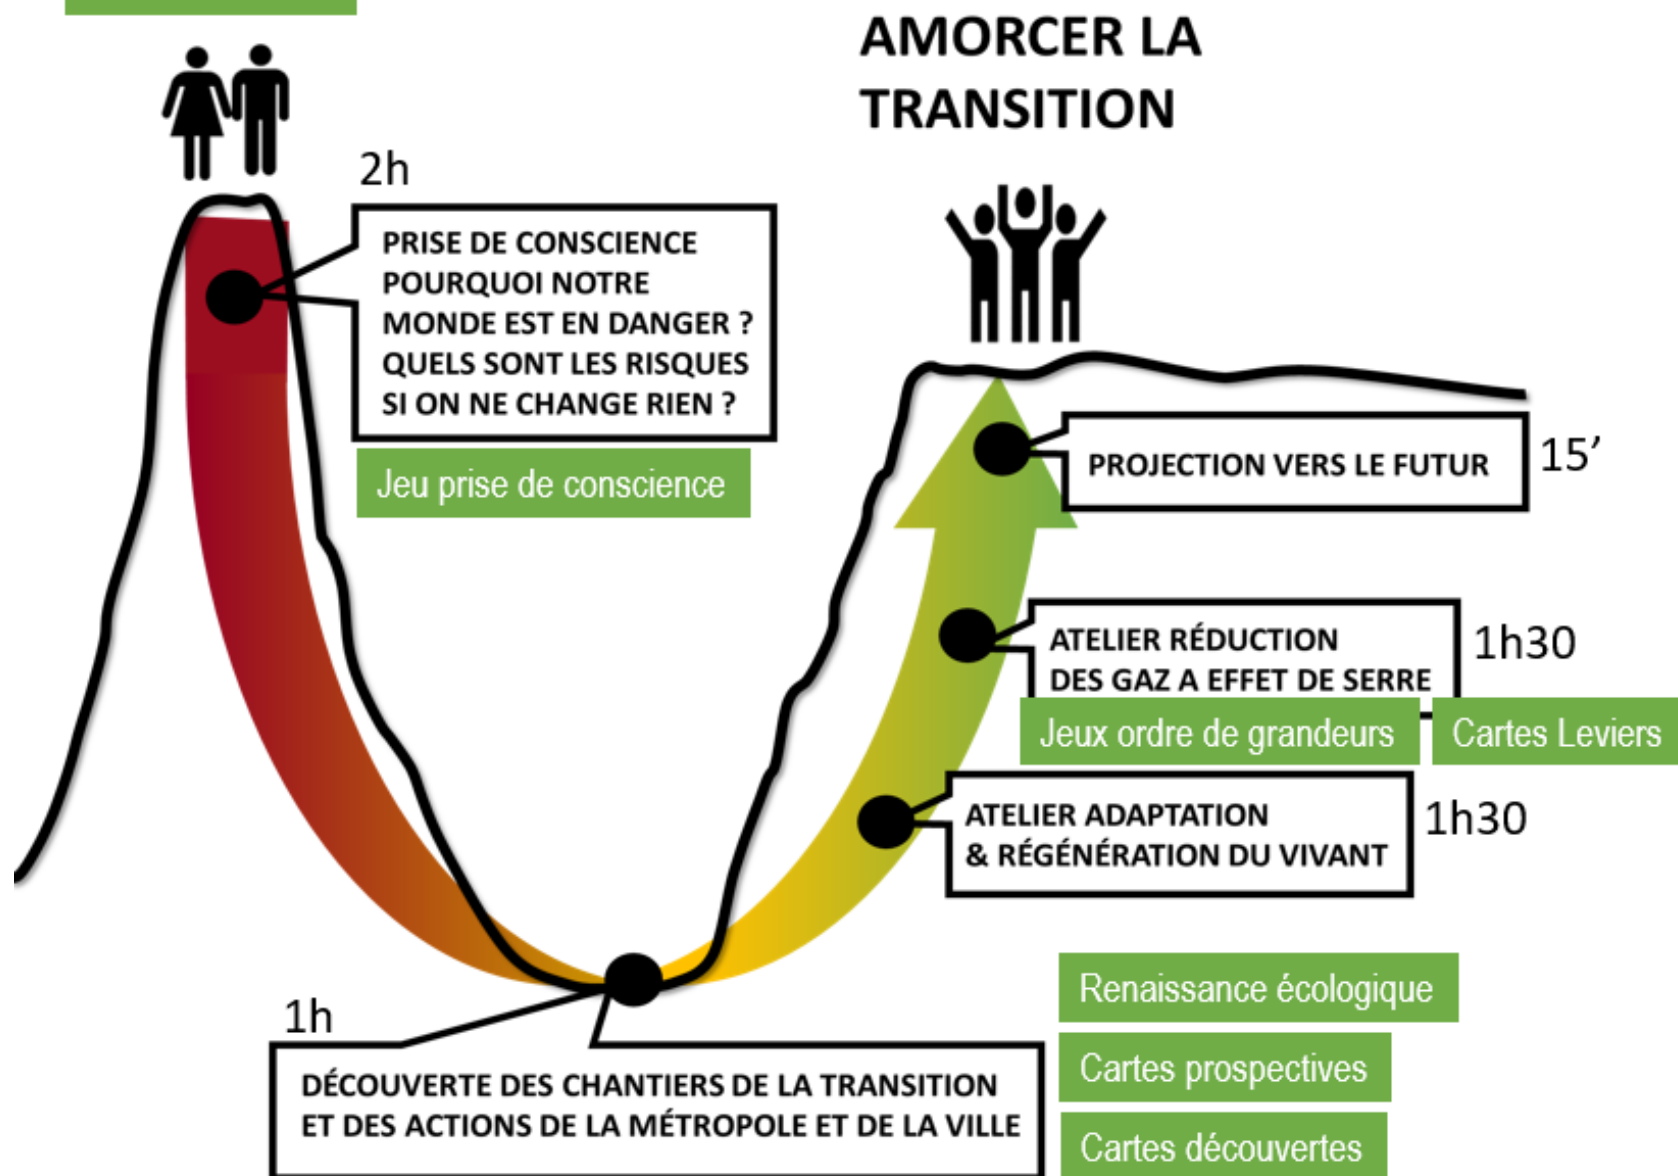 AMORCER LA
TRANSITION
2h
PRISE DE CONSCIENCE
POURQUOI NOTRE
MONDE EST EN DANGER ?
QUELS SONT LES RISQUES
SI ON NE CHANGE RIEN ?
Jeu prise de conscience
PROJECTION VERS LE FUTUR
15’
ATELIER RÉDUCTION
DES GAZ A EFFET DE SERRE
1h30
Jeux ordre de grandeurs
Cartes Leviers
ATELIER ADAPTATION
& RÉGÉNÉRATION DU VIVANT
1h30
1h
DÉCOUVERTE DES CHANTIERS DE LA TRANSITION
ET DES ACTIONS DE LA MÉTROPOLE ET DE LA VILLE
Renaissance écologique
Cartes prospectives
Cartes découvertes